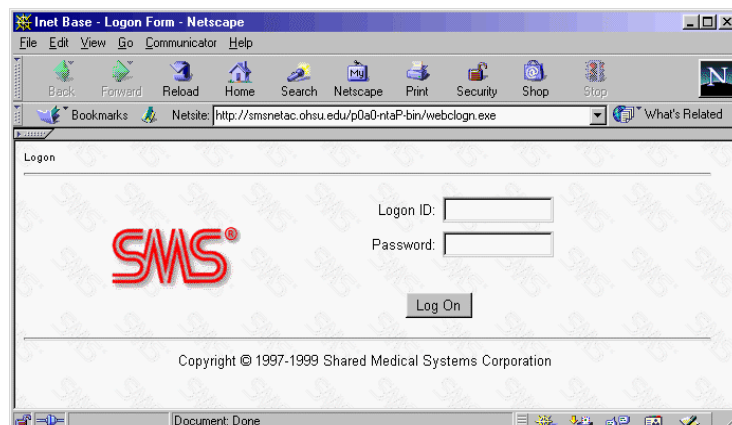 Inet Base - Logon Form - Netscape
File Edit View Go Communicator Help
Back Forward Reload Home Search Netscape Print Security Shop Stop
My
N
Bookmarks Netsite: http://smsnetac.ohsu.edu/p0a0-ntaP-bin/webclogn.exe What's Related
Logon
Logon ID:
SMS®
Password:
Log On
Copyright © 1997-1999 Shared Medical Systems Corporation
Document: Done